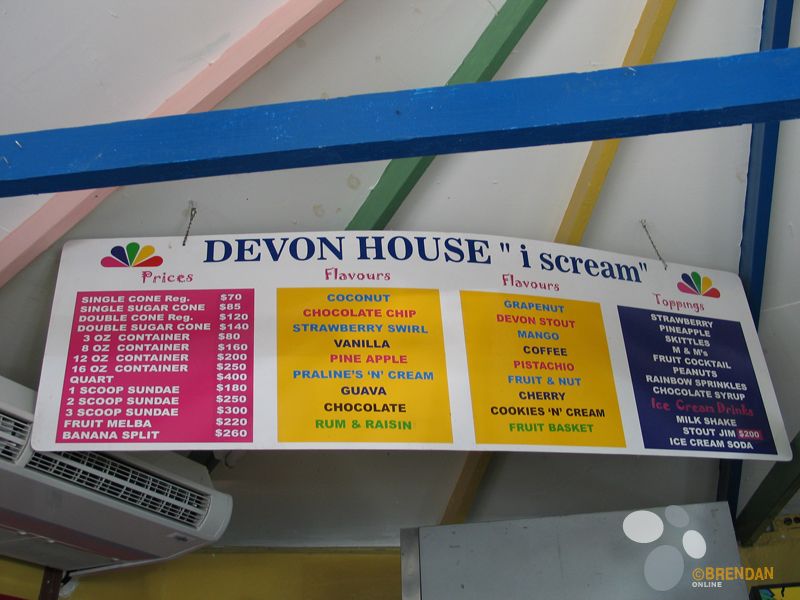 DEVON HOUSE " i scream"
Prices
SINGLE CONE Reg. $70
SINGLE SUGAR CONE $85
DOUBLE CONE Reg. $120
DOUBLE SUGAR CONE $140
3 OZ CONTAINER $80
8 OZ CONTAINER $160
12 OZ CONTAINER $200
16 OZ CONTAINER $250
QUART $400
1 SCOOP SUNDAE $180
2 SCOOP SUNDAE $250
3 SCOOP SUNDAE $300
FRUIT MELBA $220
BANANA SPLIT $260
Flavours
COCONUT
CHOCOLATE CHIP
STRAWBERRY SWIRL
VANILLA
PINE APPLE
PRALINE'S 'N' CREAM
GUAVA
CHOCOLATE
RUM & RAISIN
Flavours
GRAPENUT
DEVON STOUT
MANGO
COFFEE
PISTACHIO
FRUIT & NUT
CHERRY
COOKIES 'N' CREAM
FRUIT BASKET
Toppings
STRAWBERRY
PINEAPPLE
SKITTLES
M & M's
FRUIT COCKTAIL
PEANUTS
RAINBOW SPRINKLES
CHOCOLATE SYRUP
Ice Cream Drinks
MILK SHAKE
STOUT JIM $200
ICE CREAM SODA
©BRENDAN
ONLINE